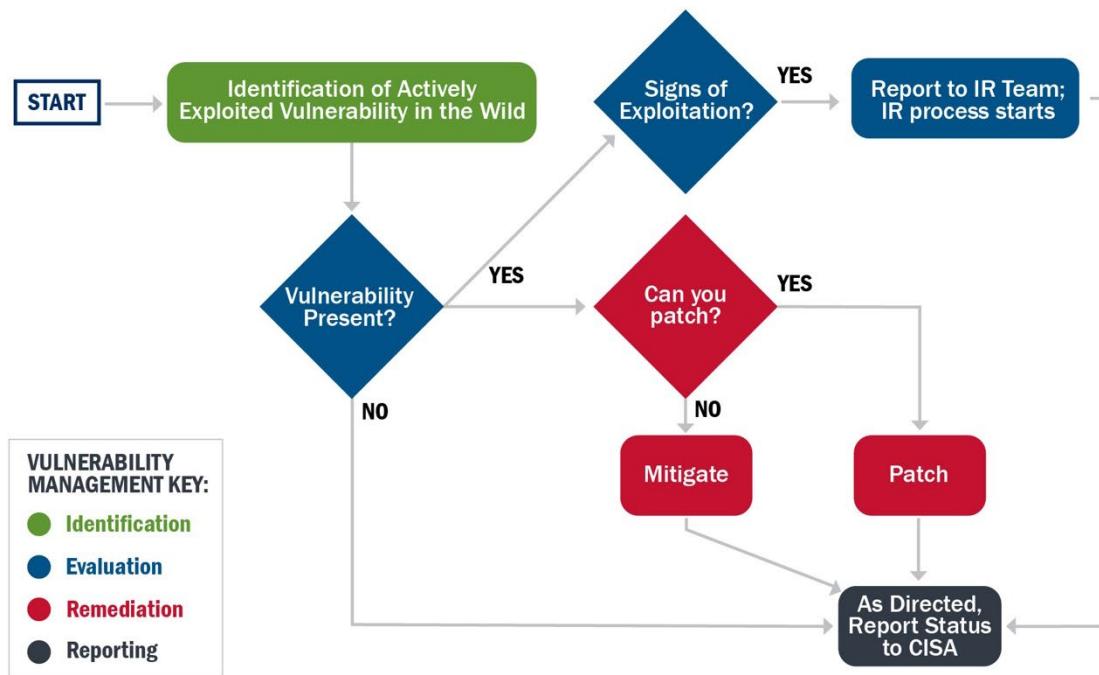 START
Identification of Actively
Exploited Vulnerability in the Wild
Signs of
Exploitation?
YES
Report to IR Team;
IR process starts
Vulnerability
Present?
YES
Can you
patch?
YES
NO
NO
Mitigate
Patch
As Directed,
Report Status
to CISA
VULNERABILITY
MANAGEMENT KEY:
Identification
Evaluation
Remediation
Reporting